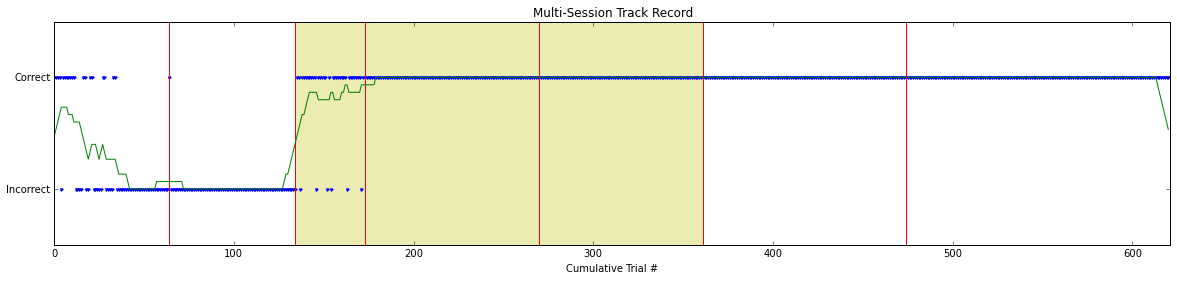 Multi-Session Track Record
Correct
Incorrect
0 100 200 300 400 500 600
Cumulative Trial #